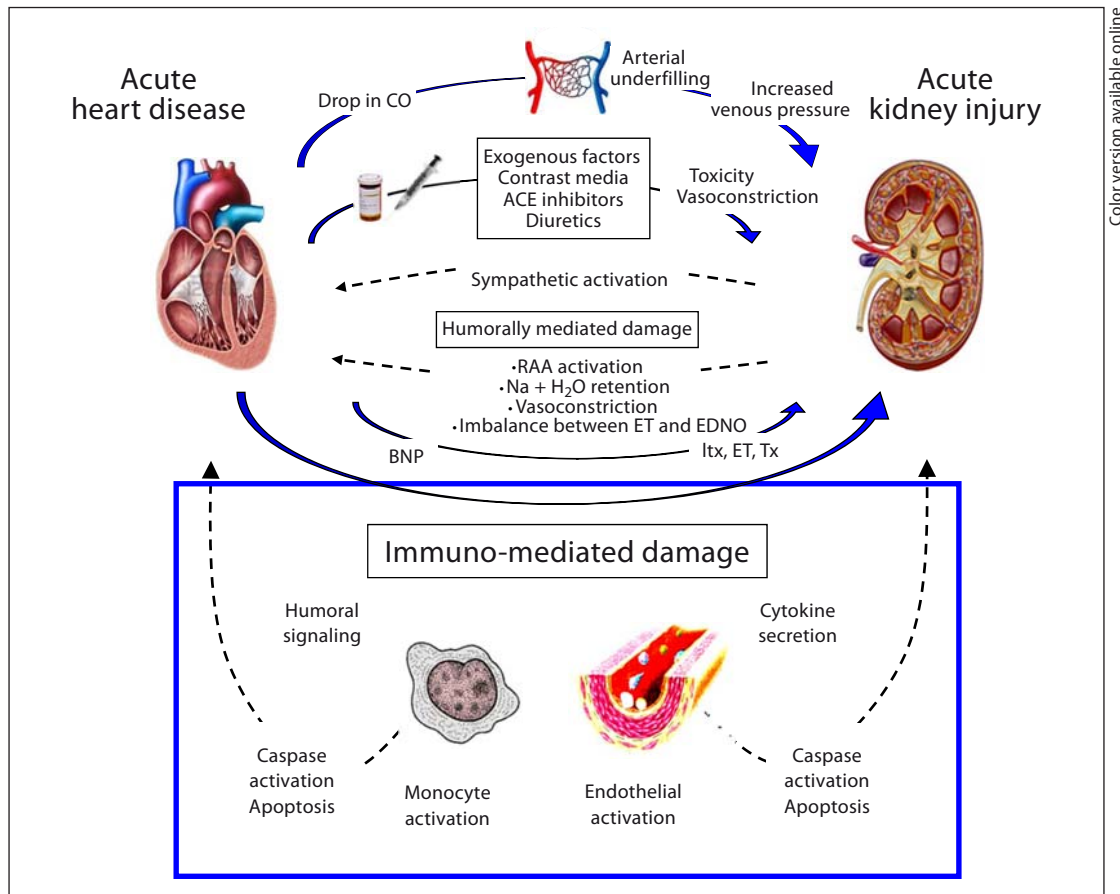 Color version available online
Acute
heart disease
Drop in CO
Arterial
underfilling
Increased
venous pressure
Acute
kidney injury
Exogenous factors
Contrast media
ACE inhibitors
Diuretics
Toxicity
Vasoconstriction
Sympathetic activation
Humorally mediated damage
·RAA activation
·Na + H₂O retention
·Vasoconstriction
·Imbalance between ET and EDNO
BNP
Itx, ET, Tx
Immuno-mediated damage
Humoral
signaling
Cytokine
secretion
Caspase
activation
Apoptosis
Monocyte
activation
Endothelial
activation
Caspase
activation
Apoptosis